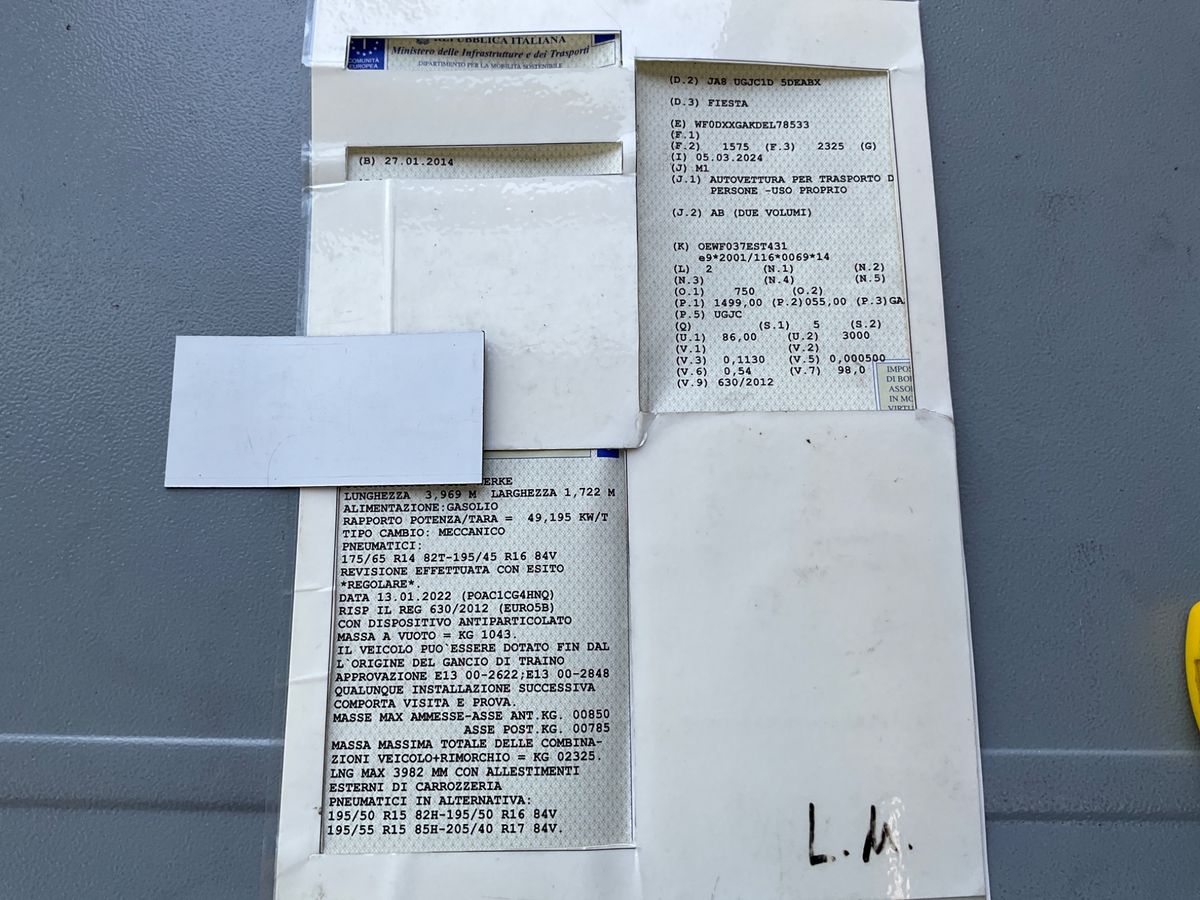 REPUBBLICA ITALIANA
COMUNITÀ
EUROPEA
Ministero delle Infrastrutture e dei Trasporti
DIPARTIMENTO PER LA MOBILITÀ SOSTENIBILE
(B) 27.01.2014
ERKE
LUNGHEZZA 3,969 M LARGHEZZA 1,722 M
ALIMENTAZIONE:GASOLIO
RAPPORTO POTENZA/TARA = 49,195 KW/T
TIPO CAMBIO: MECCANICO
PNEUMATICI:
175/65 R14 82T-195/45 R16 84V
REVISIONE EFFETTUATA CON ESITO
*REGOLARE*.
DATA 13.01.2022 (POAC1CG4HNQ)
RISP IL REG 630/2012 (EURO5B)
CON DISPOSITIVO ANTIPARTICOLATO
MASSA A VUOTO = KG 1043.
IL VEICOLO PUO`ESSERE DOTATO FIN DAL
L`ORIGINE DEL GANCIO DI TRAINO
APPROVAZIONE E13 00-2622;E13 00-2848
QUALUNQUE INSTALLAZIONE SUCCESSIVA
COMPORTA VISITA E PROVA.
MASSE MAX AMMESSE-ASSE ANT.KG. 00850
ASSE POST.KG. 00785
MASSA MASSIMA TOTALE DELLE COMBINA-
ZIONI VEICOLO+RIMORCHIO = KG 02325.
LNG MAX 3982 MM CON ALLESTIMENTI
ESTERNI DI CARROZZERIA
PNEUMATICI IN ALTERNATIVA:
195/50 R15 82H-195/50 R16 84V
195/55 R15 85H-205/40 R17 84V.
(D.2) JA8 UGJC1D 5DEABX
(D.3) FIESTA
(E) WF0DXXGAKDEL78533
(F.1)
(F.2) 1575 (F.3) 2325 (G)
(I) 05.03.2024
(J) M1
(J.1) AUTOVETTURA PER TRASPORTO D
PERSONE -USO PROPRIO
(J.2) AB (DUE VOLUMI)
(K) OEWF037EST431
e9*2001/116*0069*14
(L) 2 (N.1) (N.2)
(N.3) (N.4) (N.5)
(O.1) 750 (O.2)
(P.1) 1499,00 (P.2)055,00 (P.3)GA
(P.5) UGJC
(Q) (S.1) 5 (S.2)
(U.1) 86,00 (U.2) 3000
(V.1) (V.2)
(V.3) 0,1130 (V.5) 0,000500
(V.6) 0,54 (V.7) 98,0
(V.9) 630/2012
IMPOS
DI BOL
ASSO
IN MO
VIRTU
L.M.